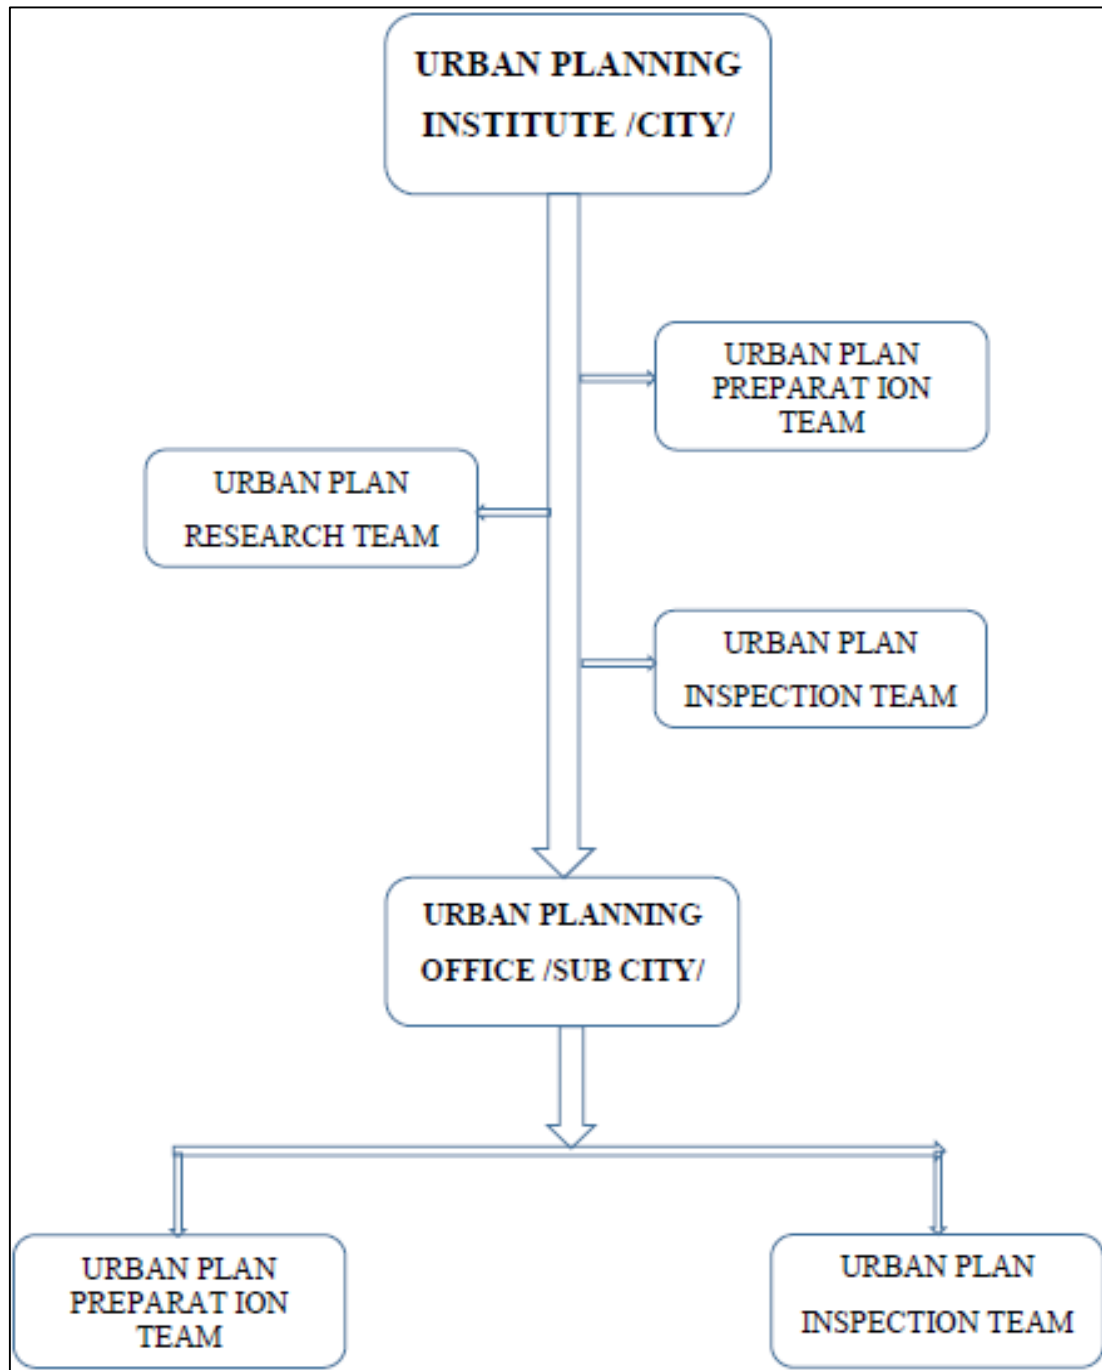 URBAN PLANNING
INSTITUTE /CITY/
URBAN PLAN
PREPARAT ION
TEAM
URBAN PLAN
RESEARCH TEAM
URBAN PLAN
INSPECTION TEAM
URBAN PLANNING
OFFICE /SUB CITY/
URBAN PLAN
PREPARAT ION
TEAM
URBAN PLAN
INSPECTION TEAM